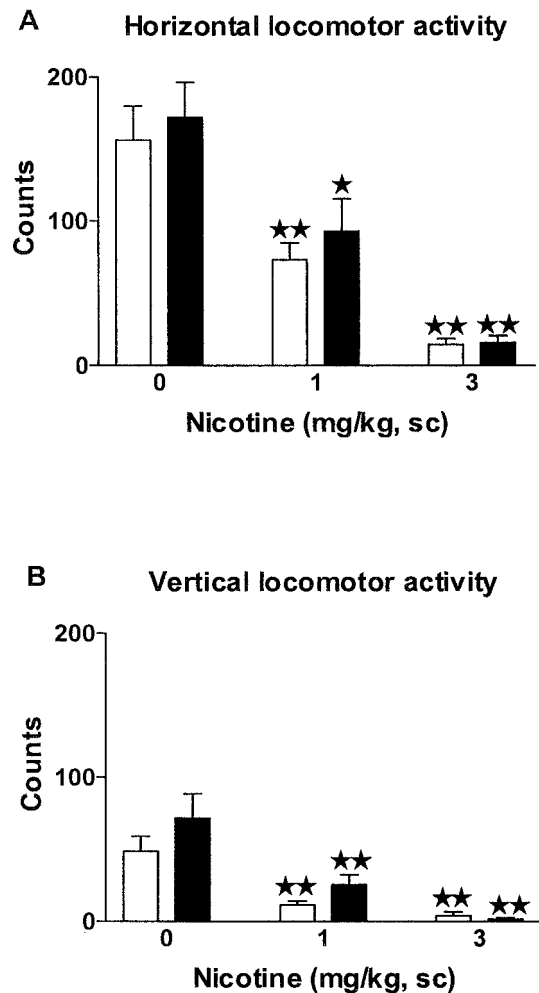 A Horizontal locomotor activity
200
100
0
Counts
★★ ★
★★ ★★
0 1 3
Nicotine (mg/kg, sc)
B Vertical locomotor activity
200
100
0
Counts
★★ ★★
★★ ★★
0 1 3
Nicotine (mg/kg, sc)